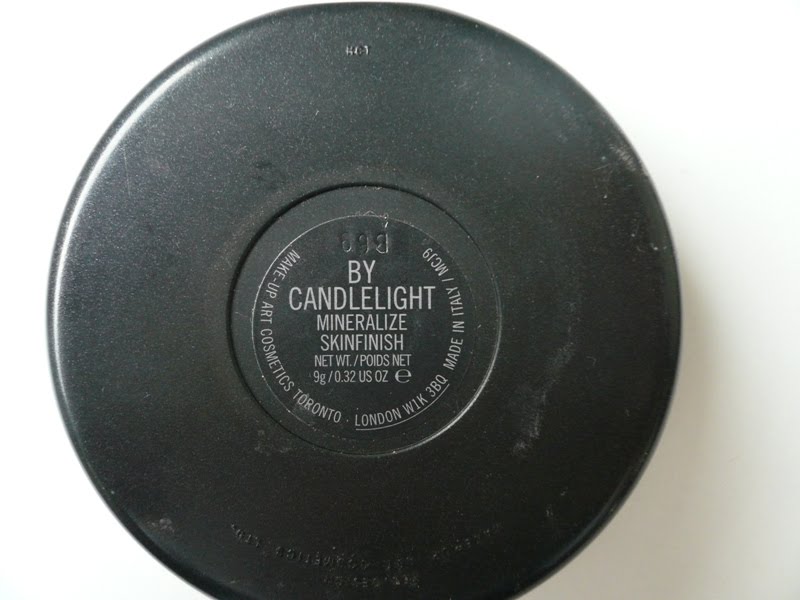 BY
CANDLELIGHT
MINERALIZE
SKINFINISH
NET WT./POIDS NET
9g/0.32 US OZ ℮
MAKE-UP ART COSMETICS TORONTO · LONDON W1K 3BQ MADE IN ITALY / MCJ9